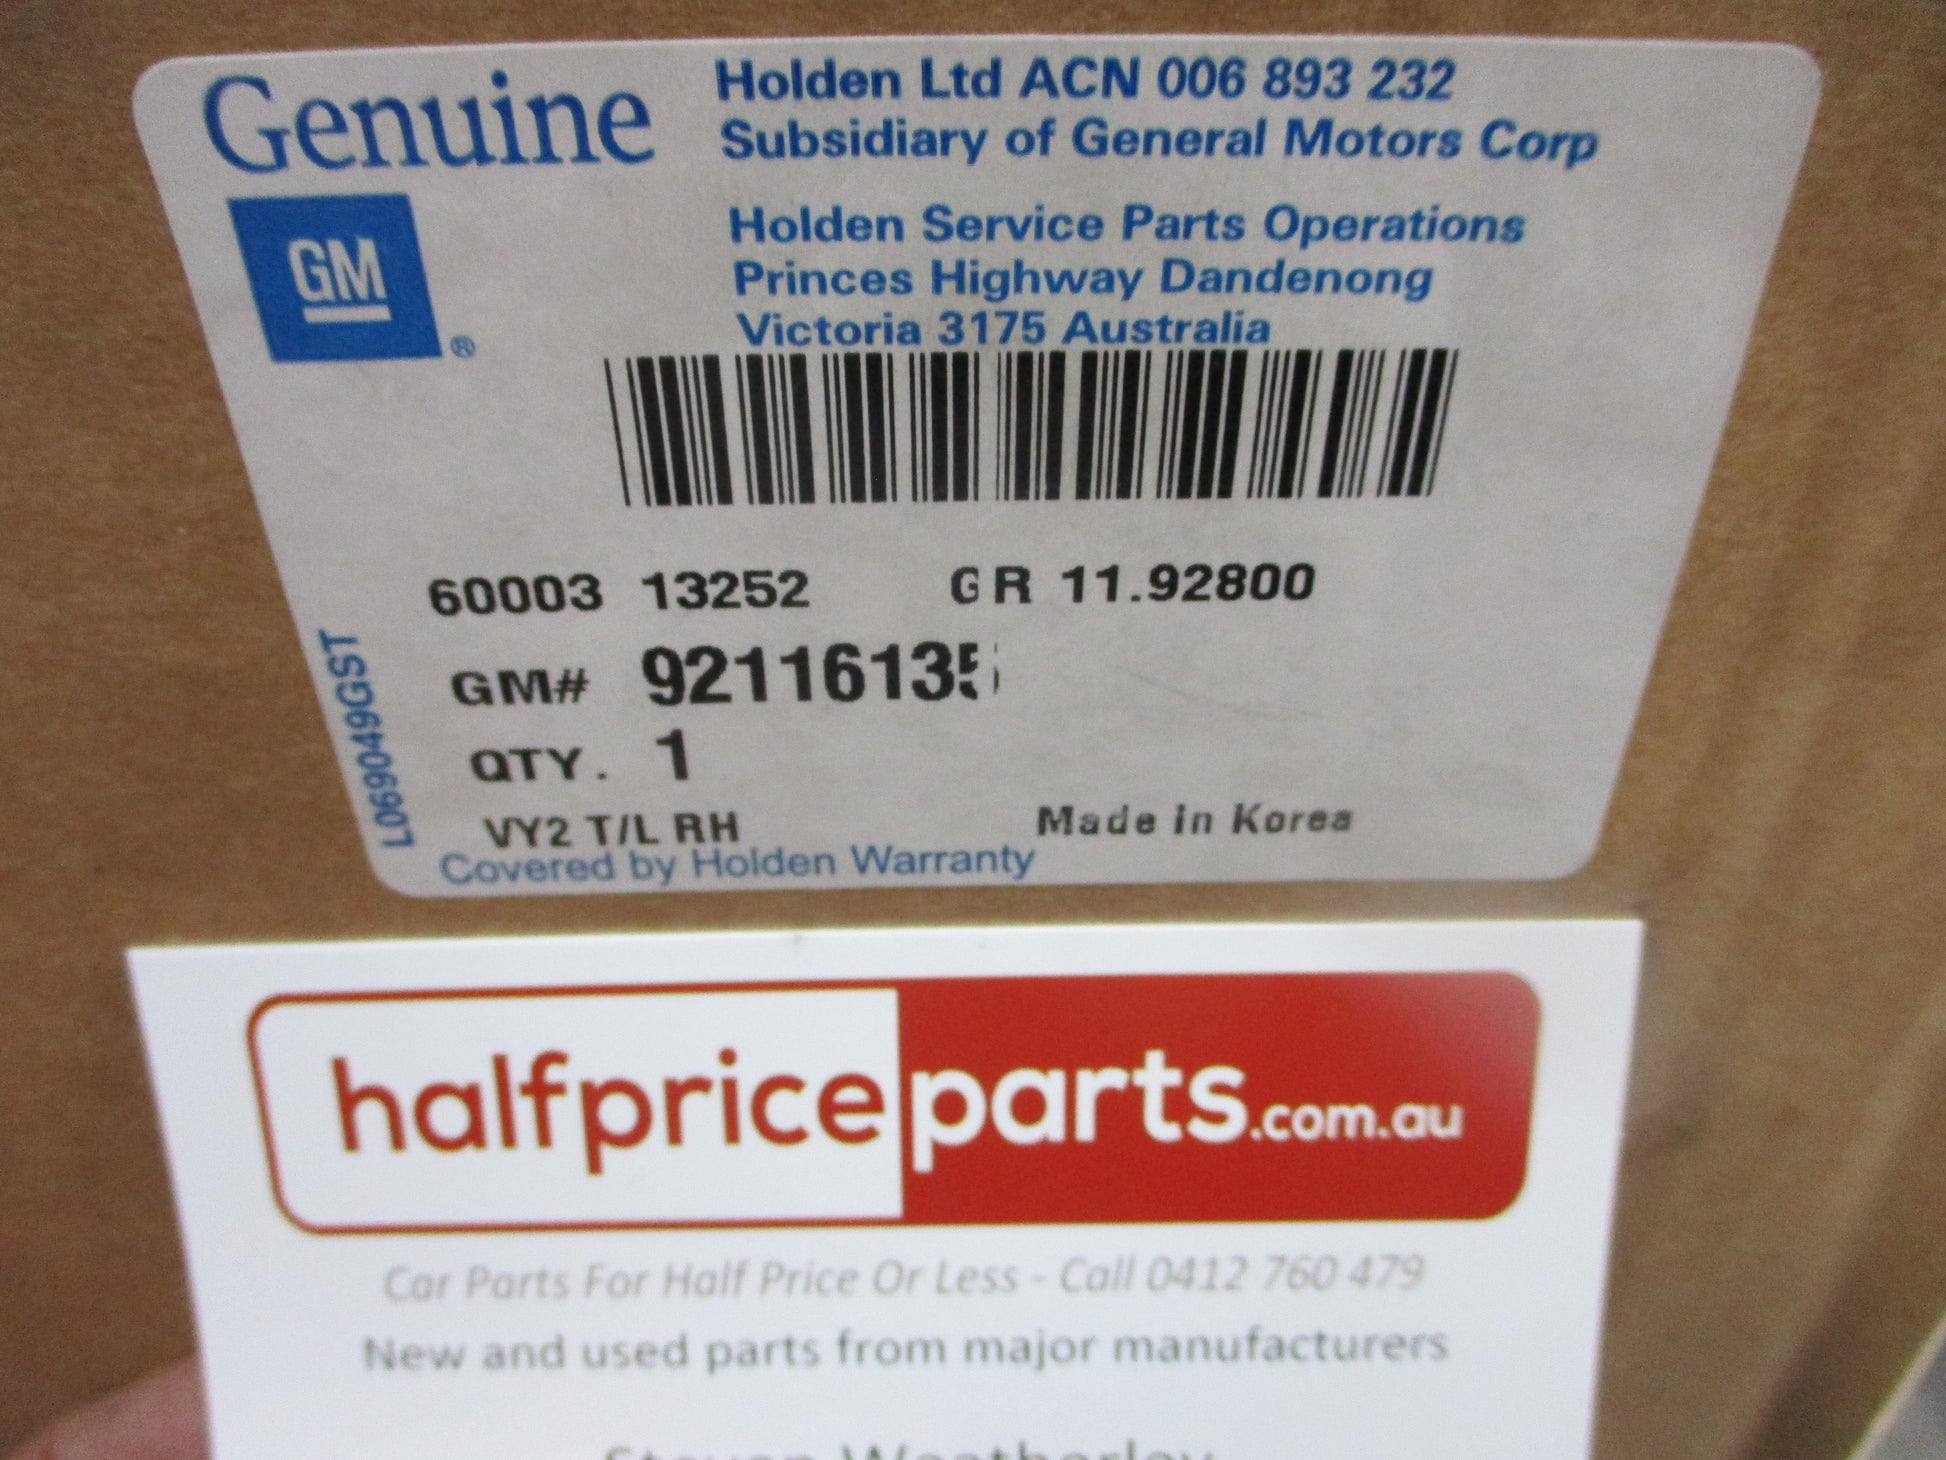 Genuine
GM
®
Holden Ltd ACN 006 893 232
Subsidiary of General Motors Corp
Holden Service Parts Operations
Princes Highway Dandenong
Victoria 3175 Australia
60003 13252 GR 11.92800
GM# 92116135
QTY. 1
VY2 T/L RH Made in Korea
Covered by Holden Warranty
L069049GST
halfpriceparts.com.au
Car Parts For Half Price Or Less - Call 0412 760 479
New and used parts from major manufacturers